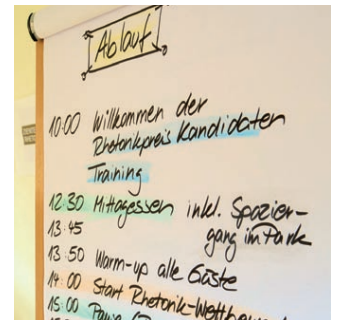 Ablauf
10:00 Willkommen der
Rhetorikpreis Kandidaten
Training
12:30 Mittagessen inkl. Spazier-
13:45 gang im Park
13:50 Warm-up alle Gäste
14:00 Start Rhetorik-Wettbewerb
15:00